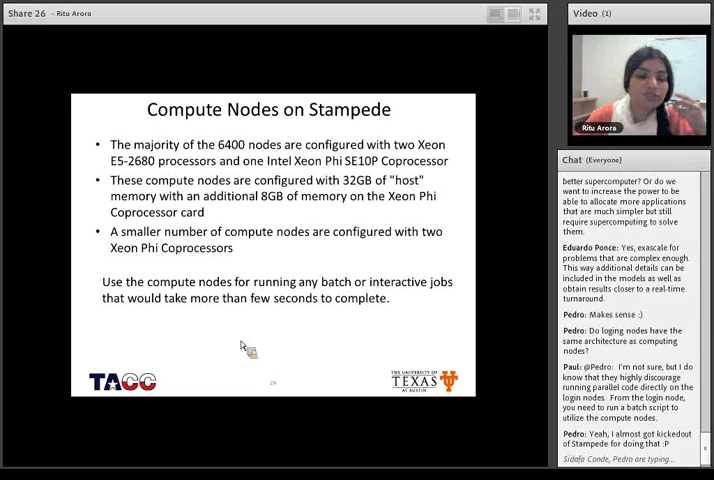 Share 26 - Ritu Arora
Compute Nodes on Stampede
• The majority of the 6400 nodes are configured with two Xeon
E5-2680 processors and one Intel Xeon Phi SE10P Coprocessor
• These compute nodes are configured with 32GB of "host"
memory with an additional 8GB of memory on the Xeon Phi
Coprocessor card
• A smaller number of compute nodes are configured with two
Xeon Phi Coprocessors
Use the compute nodes for running any batch or interactive jobs
that would take more than few seconds to complete.
TACC
29
THE UNIVERSITY OF
TEXAS
AT AUSTIN
Video (1)
Ritu Arora
Chat (Everyone)
better supercomputer? Or do we
want to increase the power to be
able to allocate more applications
that are much simpler but still
require supercomputing to solve
them.
Eduardo Ponce: Yes, exascale for
problems that are complex enough.
This way additional details can be
included in the models as well as
obtain results closer to a real-time
turnaround.
Pedro: Makes sense :)
Pedro: Do loging nodes have the
same architecture as computing
nodes?
Paul: @Pedro: I'm not sure, but I do
know that they highly discourage
running parallel code directly on the
login nodes. From the login node,
you need to run a batch script to
utilize the compute nodes.
Pedro: Yeah, I almost got kickedout
of Stampede for doing that :P
Sidafa Conde, Pedro are typing...